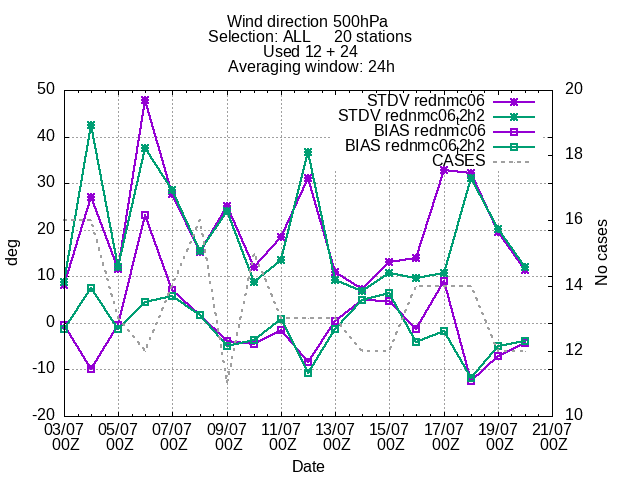 Wind direction 500hPa
Selection: ALL 20 stations
Used 12 + 24
Averaging window: 24h
50 20
STDV rednmc06
STDV rednmc06,2h2
40
BIAS rednmc06
18
BIAS rednmc06,2h2
CASES
30
20 16
deg
No cases
10 14
0
-10 12
-20 10
03/07 05/07 07/07 09/07 11/07 13/07 15/07 17/07 19/07 21/07
00Z 00Z 00Z 00Z 00Z 00Z 00Z 00Z 00Z 00Z
Date